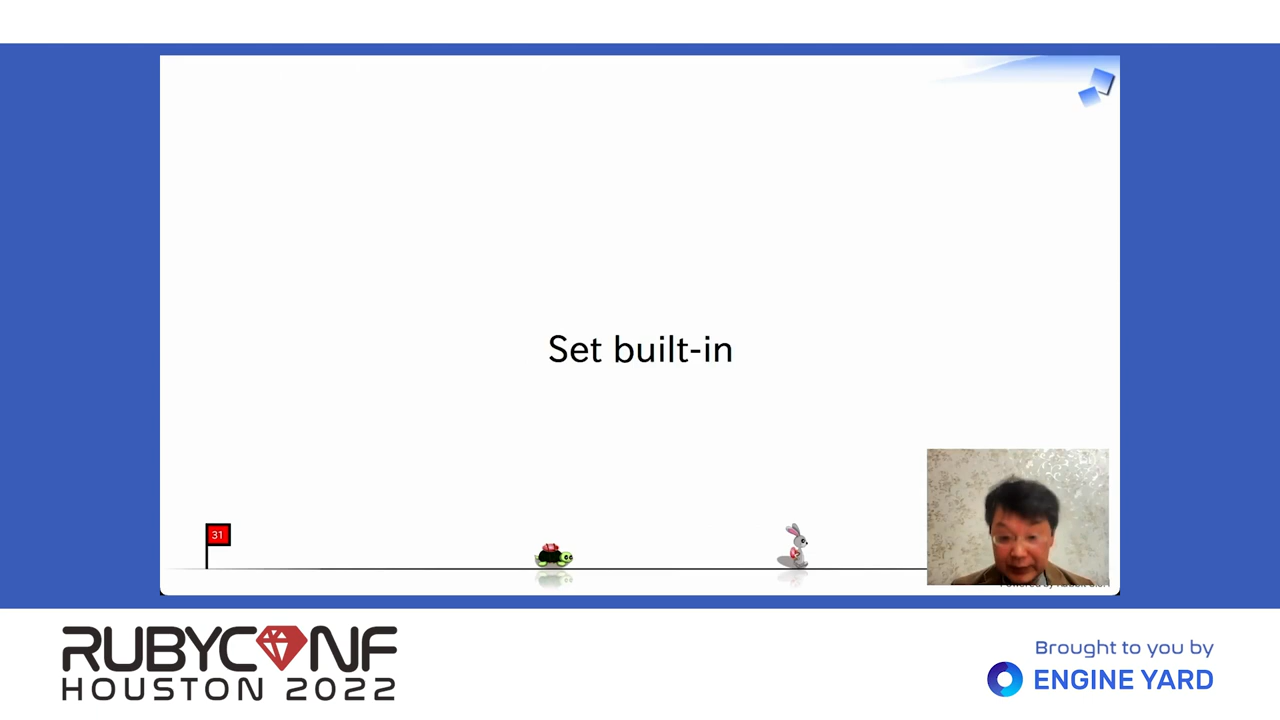 Set built-in
31
RUBYCONF
HOUSTON 2022
Brought to you by
ENGINE YARD